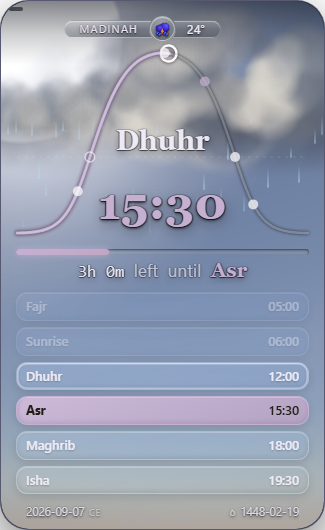 MADINAH 24°
Dhuhr
15:30
3h 0m left until Asr
Fajr 05:00
Sunrise 06:00
Dhuhr 12:00
Asr 15:30
Maghrib 18:00
Isha 19:30
2026-09-07 CE 1448-02-19